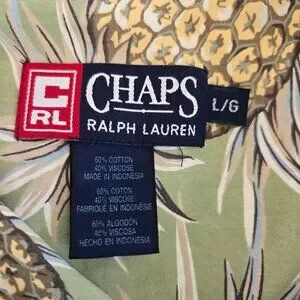 C
RL
CHAPS
RALPH LAUREN
L/G
60% COTTON
40% VISCOSE
MADE IN INDONESIA
60% COTON
40% VISCOSE
FABRIQUÉ EN INDONÉSIE
60% ALGODÓN
40% VISCOSA
HECHO EN INDONESIA